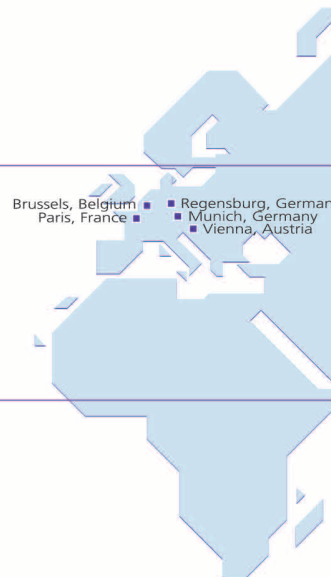 Brussels, Belgium
Regensburg, German
Paris, France
Munich, Germany
Vienna, Austria